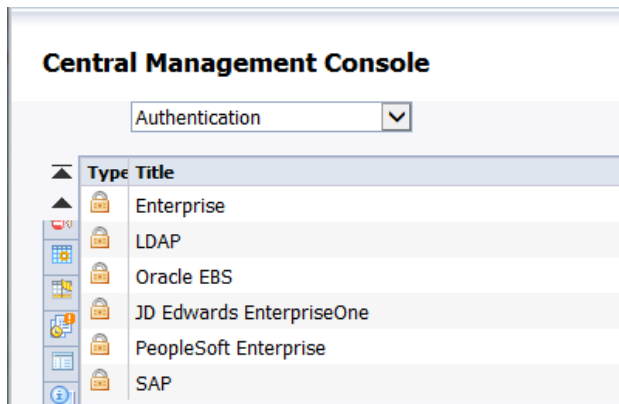 Central Management Console
Authentication
Type Title
Enterprise
LDAP
Oracle EBS
JD Edwards EnterpriseOne
PeopleSoft Enterprise
SAP